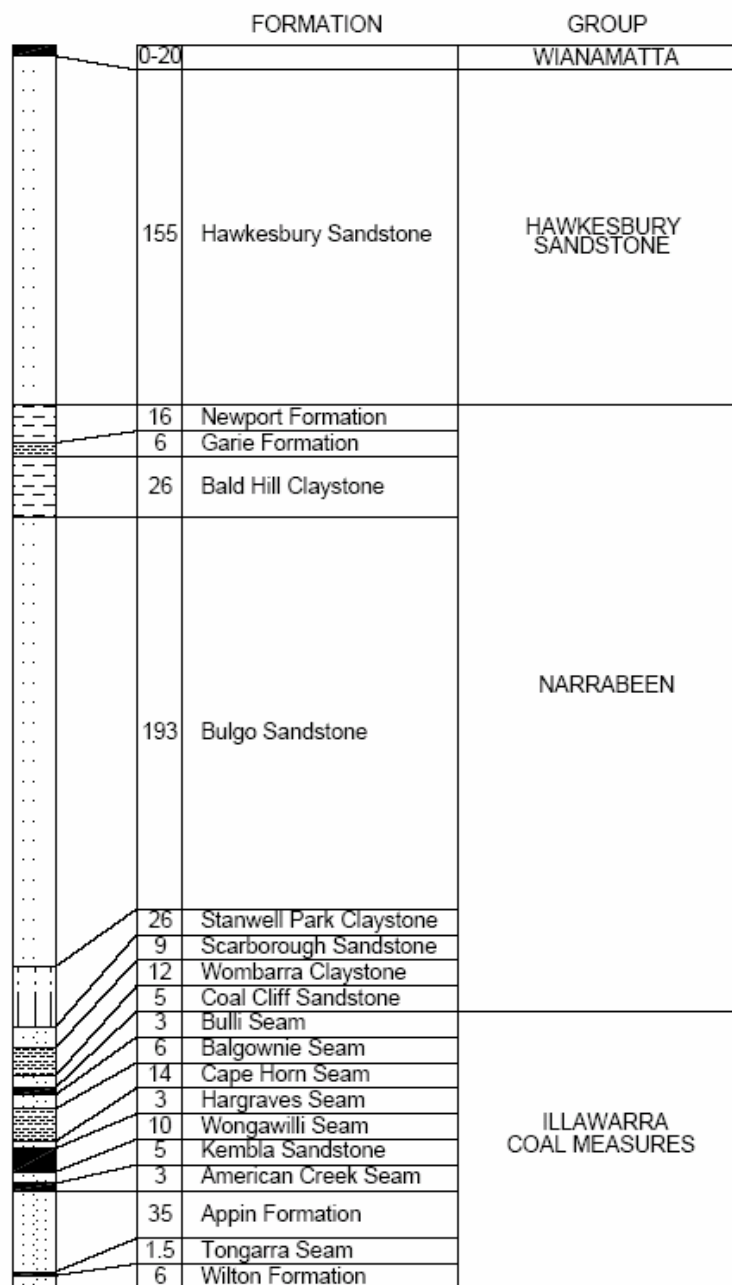 FORMATION GROUP
0-20 WIANAMATTA
155 Hawkesbury Sandstone HAWKESBURY
SANDSTONE
16 Newport Formation
6 Garie Formation
26 Bald Hill Claystone
NARRABEEN
193 Bulgo Sandstone
26 Stanwell Park Claystone
9 Scarborough Sandstone
12 Wombarra Claystone
5 Coal Cliff Sandstone
3 Bulli Seam
6 Balgownie Seam
14 Cape Horn Seam
3 Hargraves Seam
10 Wongawilli Seam ILLAWARRA
5 Kembla Sandstone COAL MEASURES
3 American Creek Seam
35 Appin Formation
1.5 Tongarra Seam
6 Wilton Formation